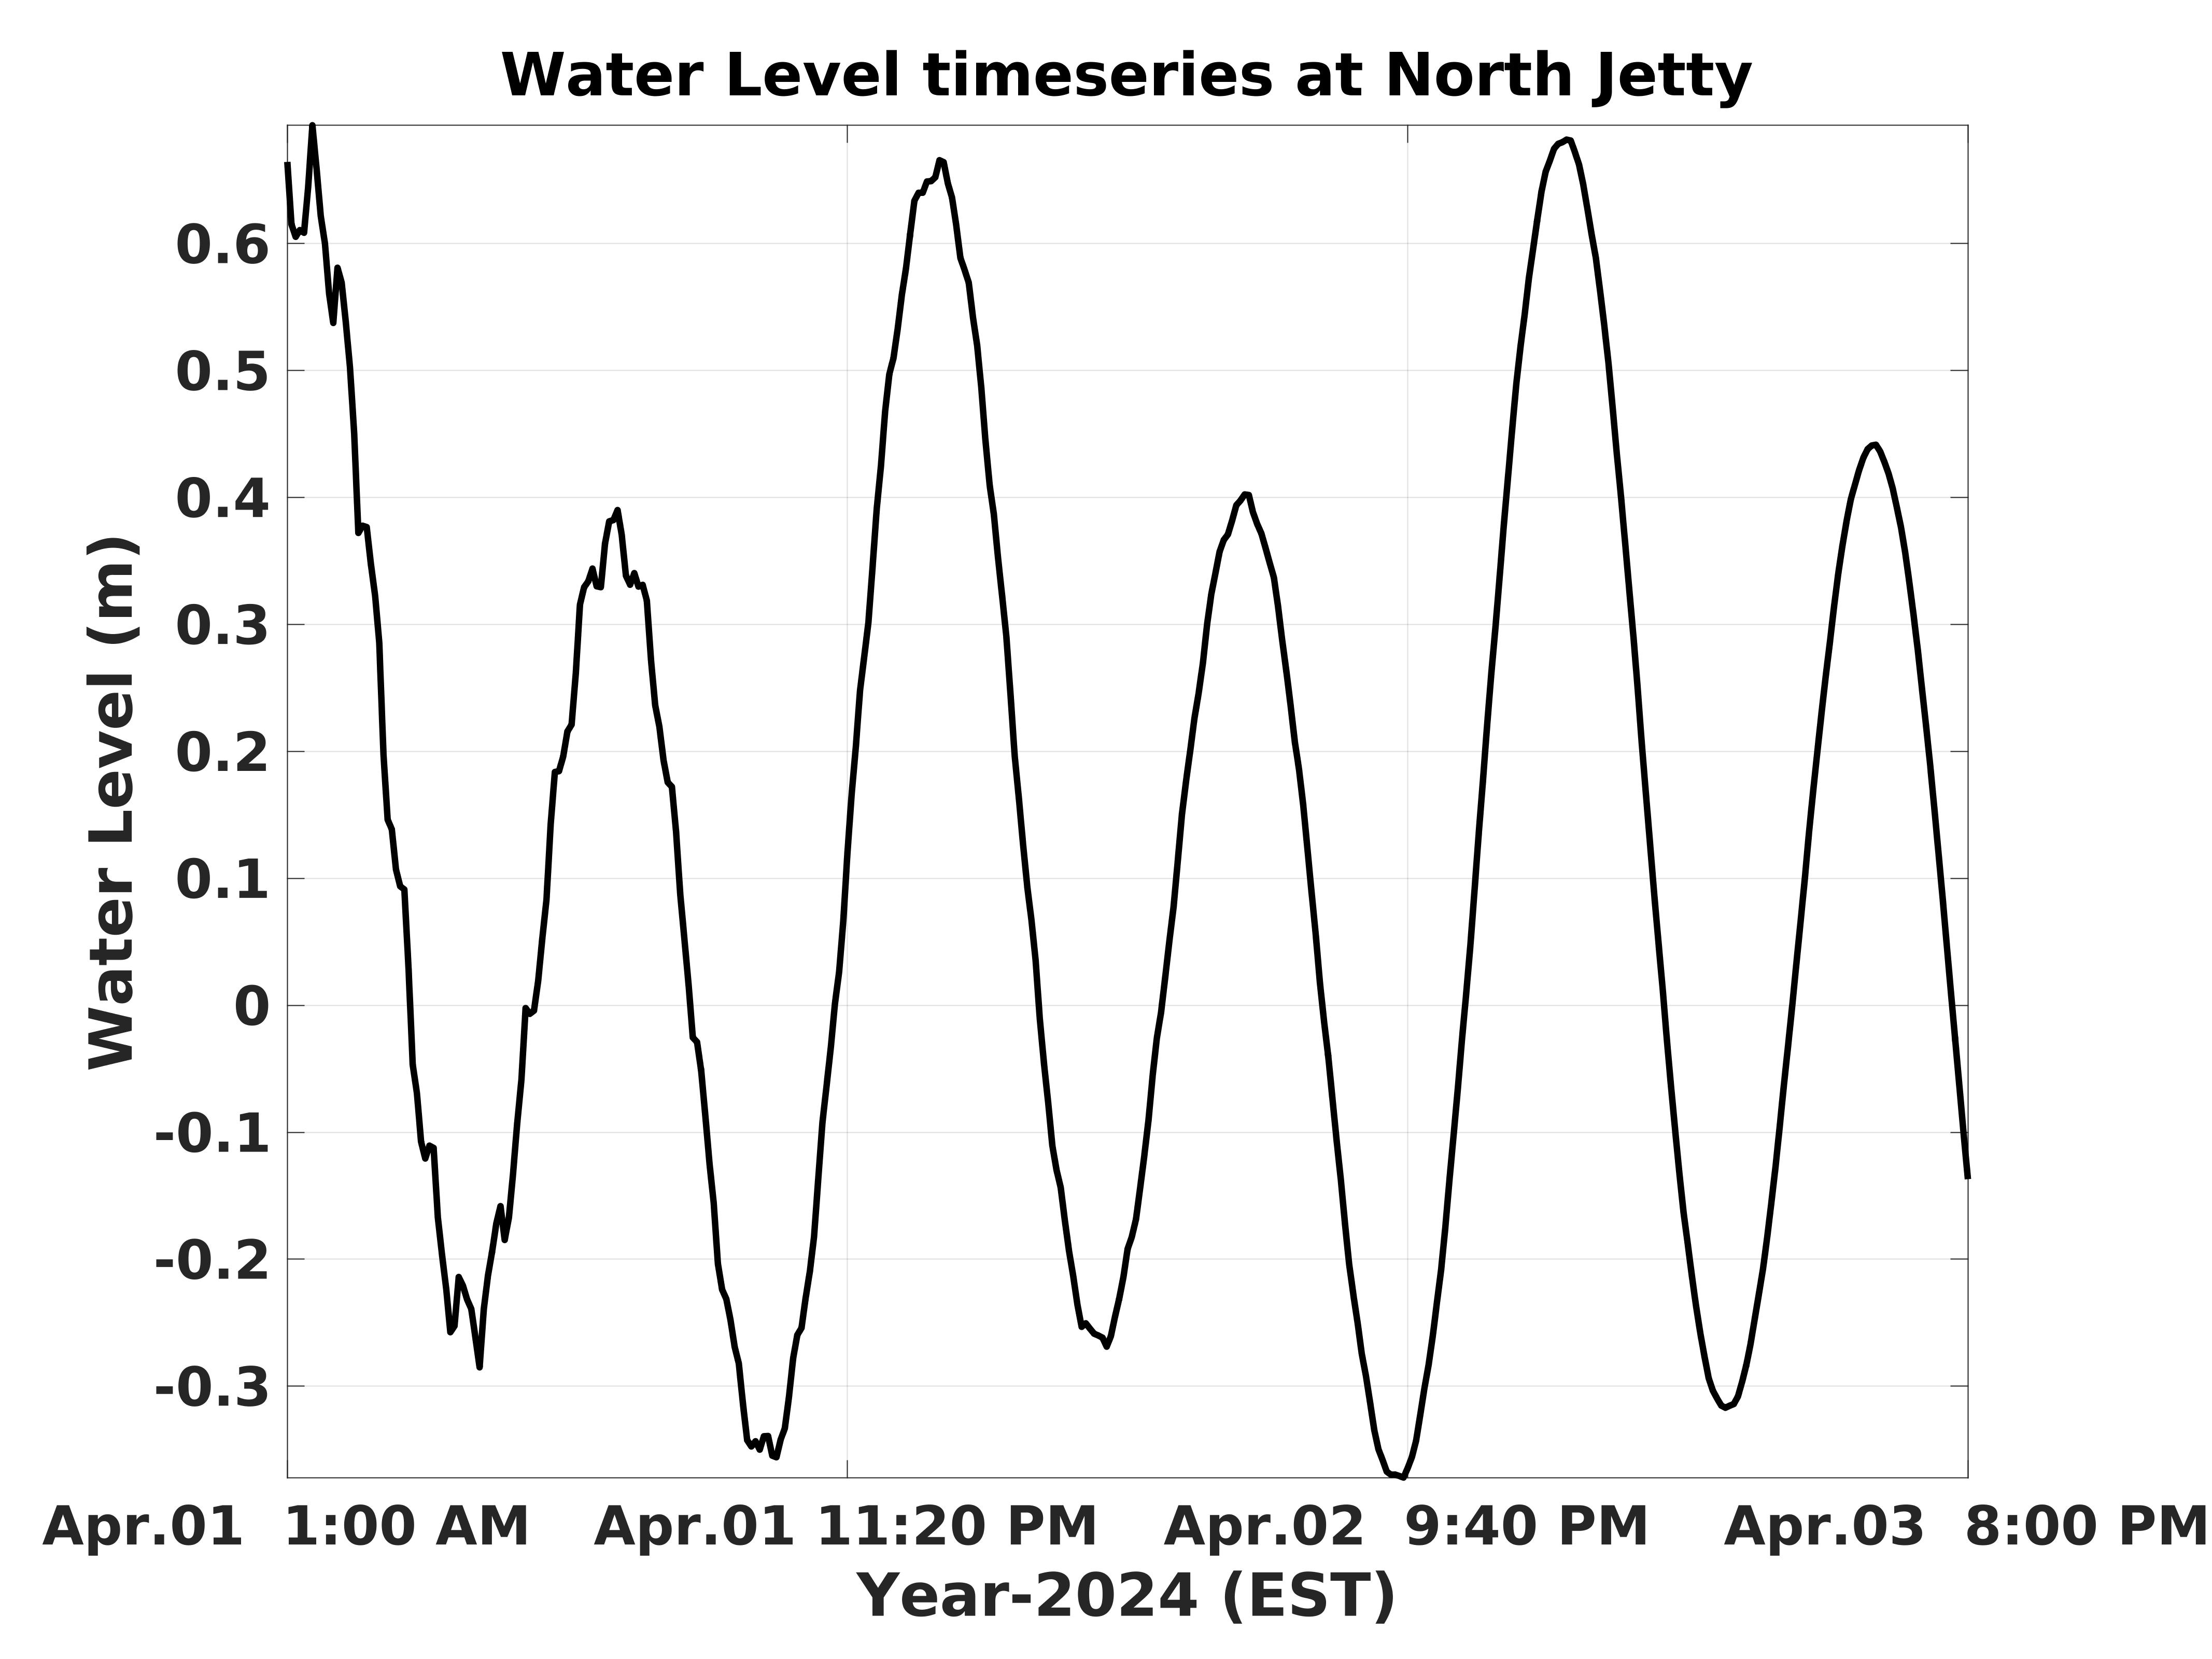 Water Level timeseries at North Jetty
Water Level (m)
0.6
0.5
0.4
0.3
0.2
0.1
0
-0.1
-0.2
-0.3
Apr.01 1:00 AM Apr.01 11:20 PM Apr.02 9:40 PM Apr.03 8:00 PM
Year-2024 (EST)